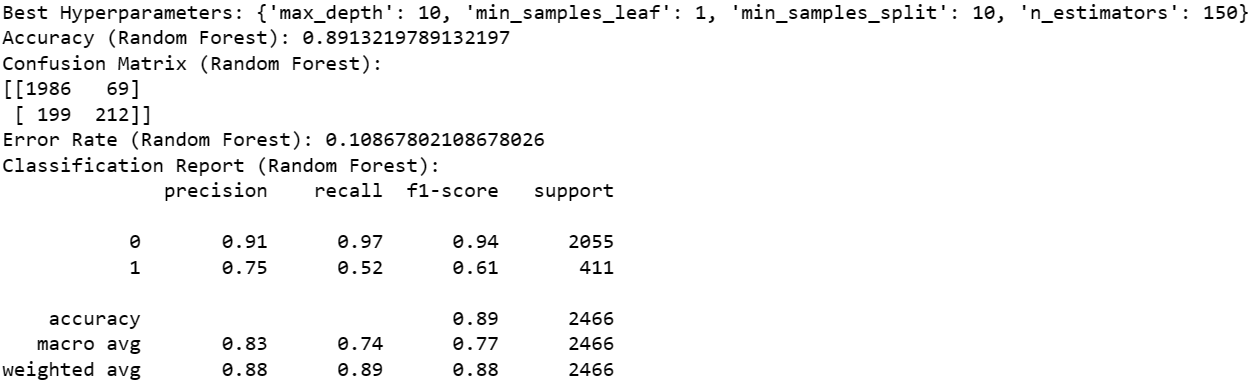 Best Hyperparameters: {'max_depth': 10, 'min_samples_leaf': 1, 'min_samples_split': 10, 'n_estimators': 150}
Accuracy (Random Forest): 0.8913219789132197
Confusion Matrix (Random Forest):
[[1986   69]
 [ 199  212]]
Error Rate (Random Forest): 0.10867802108678026
Classification Report (Random Forest):
              precision    recall  f1-score   support

           0       0.91      0.97      0.94      2055
           1       0.75      0.52      0.61       411

    accuracy                           0.89      2466
   macro avg       0.83      0.74      0.77      2466
weighted avg       0.88      0.89      0.88      2466